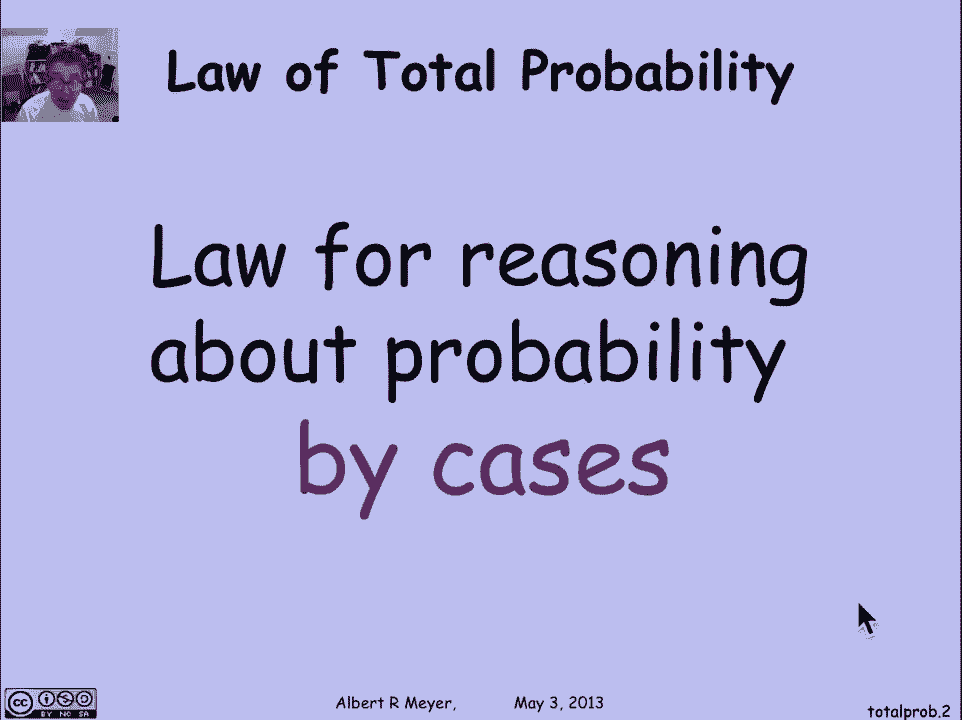 Law of Total Probability
Law for reasoning
about probability
by cases
cc
BY NC SA
Albert R Meyer, May 3, 2013
totalprob.2